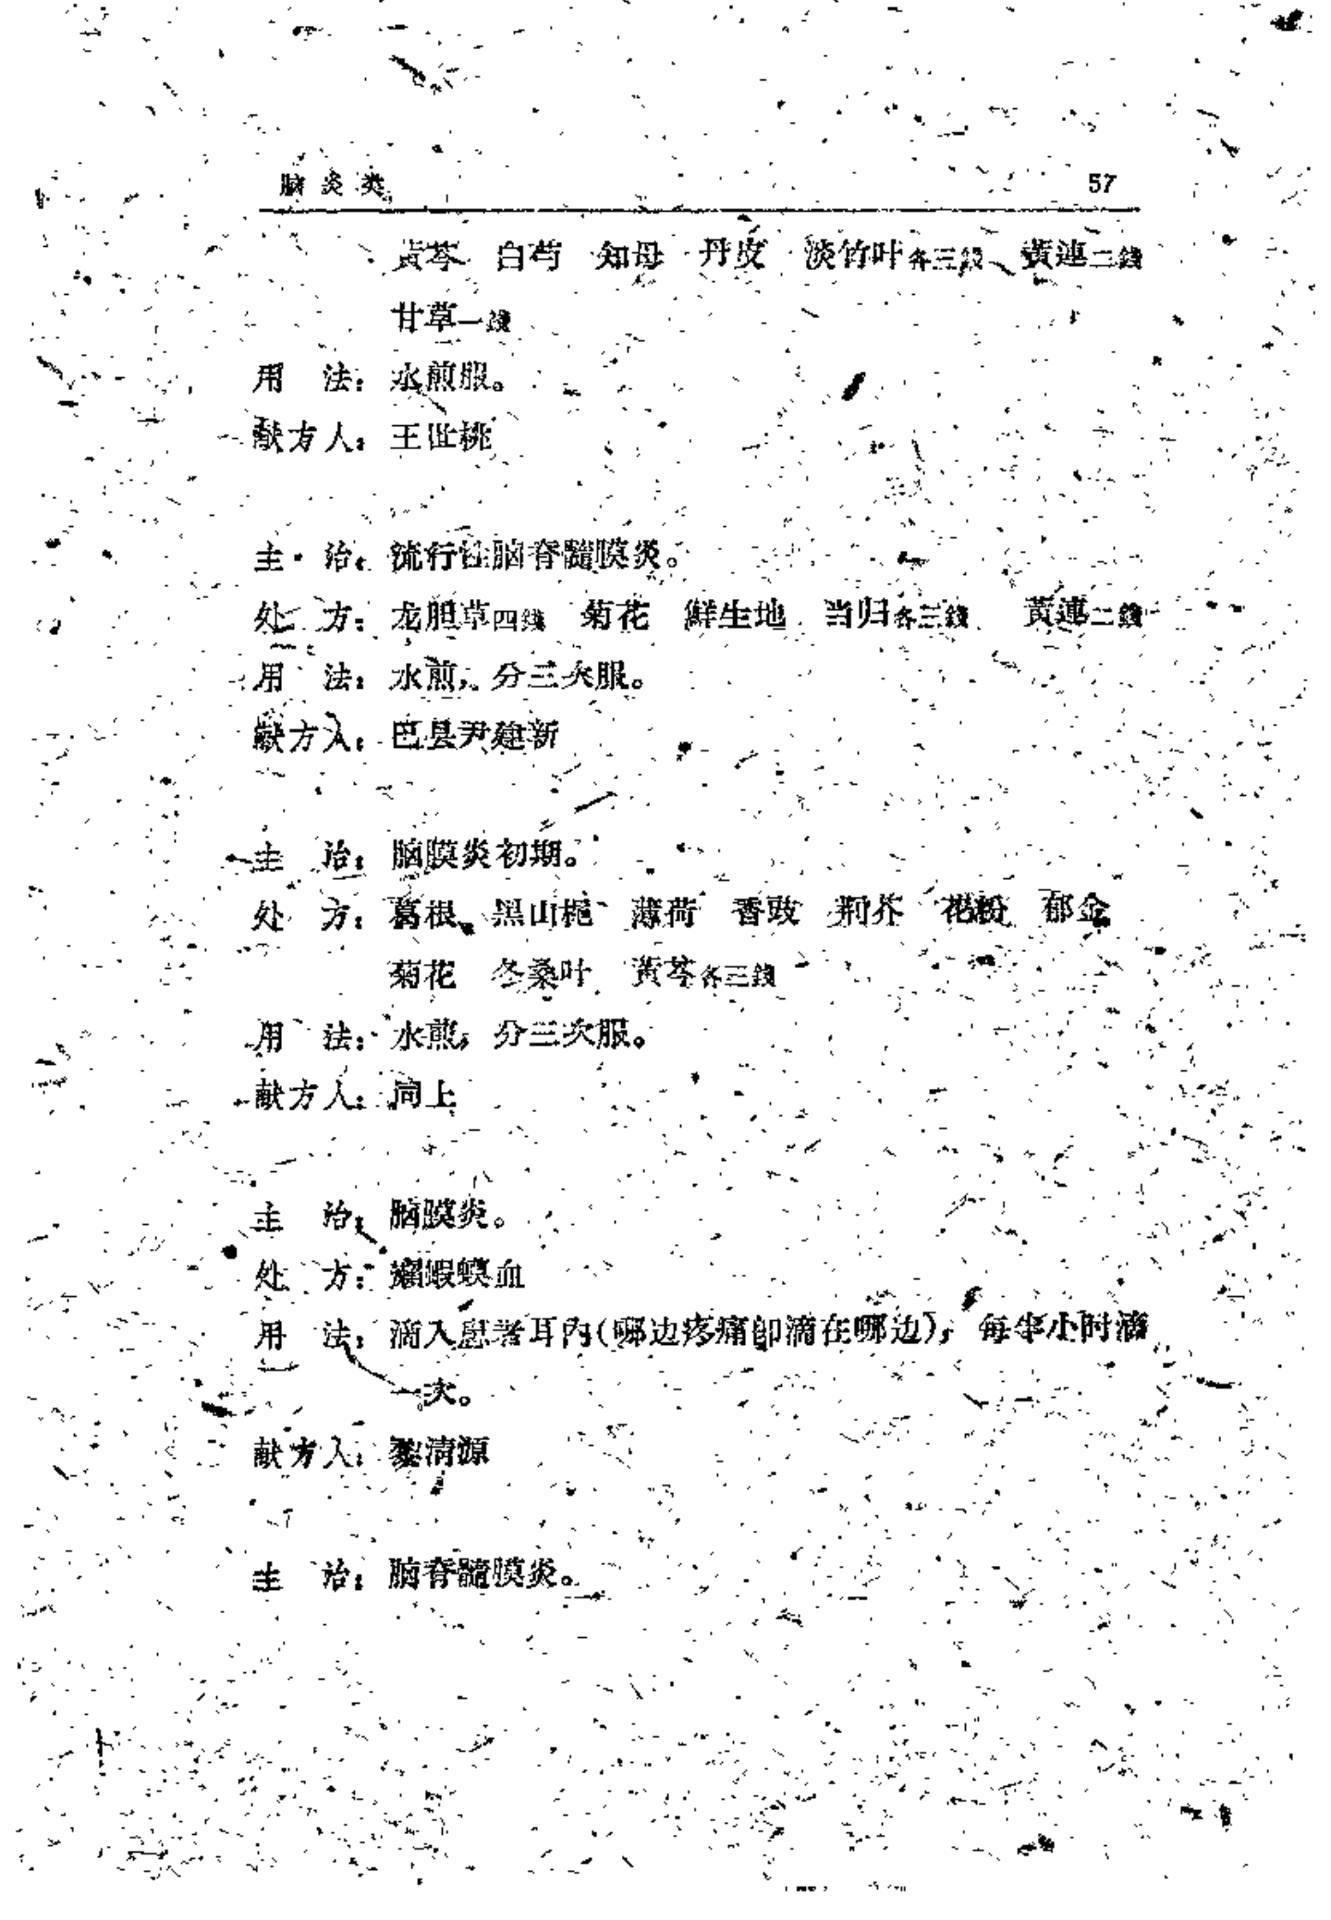 脑炎类 57
黄芩 白芍 知母 丹皮 淡竹叶各三錢 黃連二錢
甘草一錢
用 法：水煎服。
献方人：王世桃
主 治：流行性脑脊髓膜炎。
处 方：龙胆草四錢 菊花 鮮生地 当归各三錢 黃連二錢
用 法：水煎，分三次服。
献方人：巴县尹建新
主 治：脑膜炎初期。
处 方：葛根 黑山梔 薄荷 香豉 荆芥 花粉 郁金
菊花 冬桑叶 黃芩各三錢
用 法：水煎，分三次服。
献方人：同上
主 治：脑膜炎。
处 方：癞蝦蟆血
用 法：滴入患者耳內(哪边疼痛卽滴在哪边)，每半小时滴
一次。
献方人：黎清源
主 治：脑脊髓膜炎。